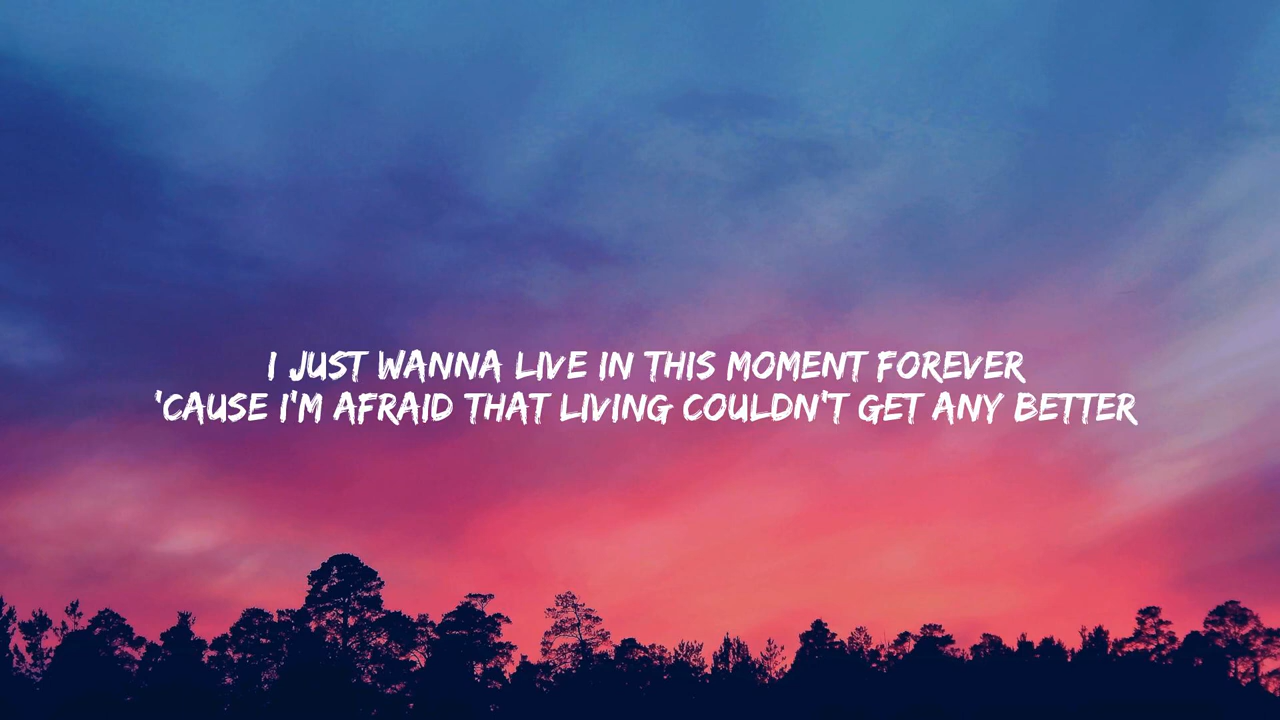 I JUST WANNA LIVE IN THIS MOMENT FOREVER
'CAUSE I'M AFRAID THAT LIVING COULDN'T GET ANY BETTER